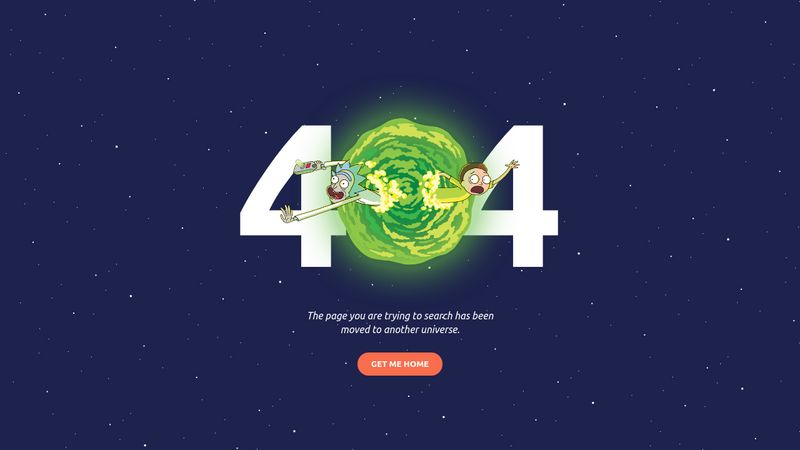 404
The page you are trying to search has been
moved to another universe.
GET ME HOME